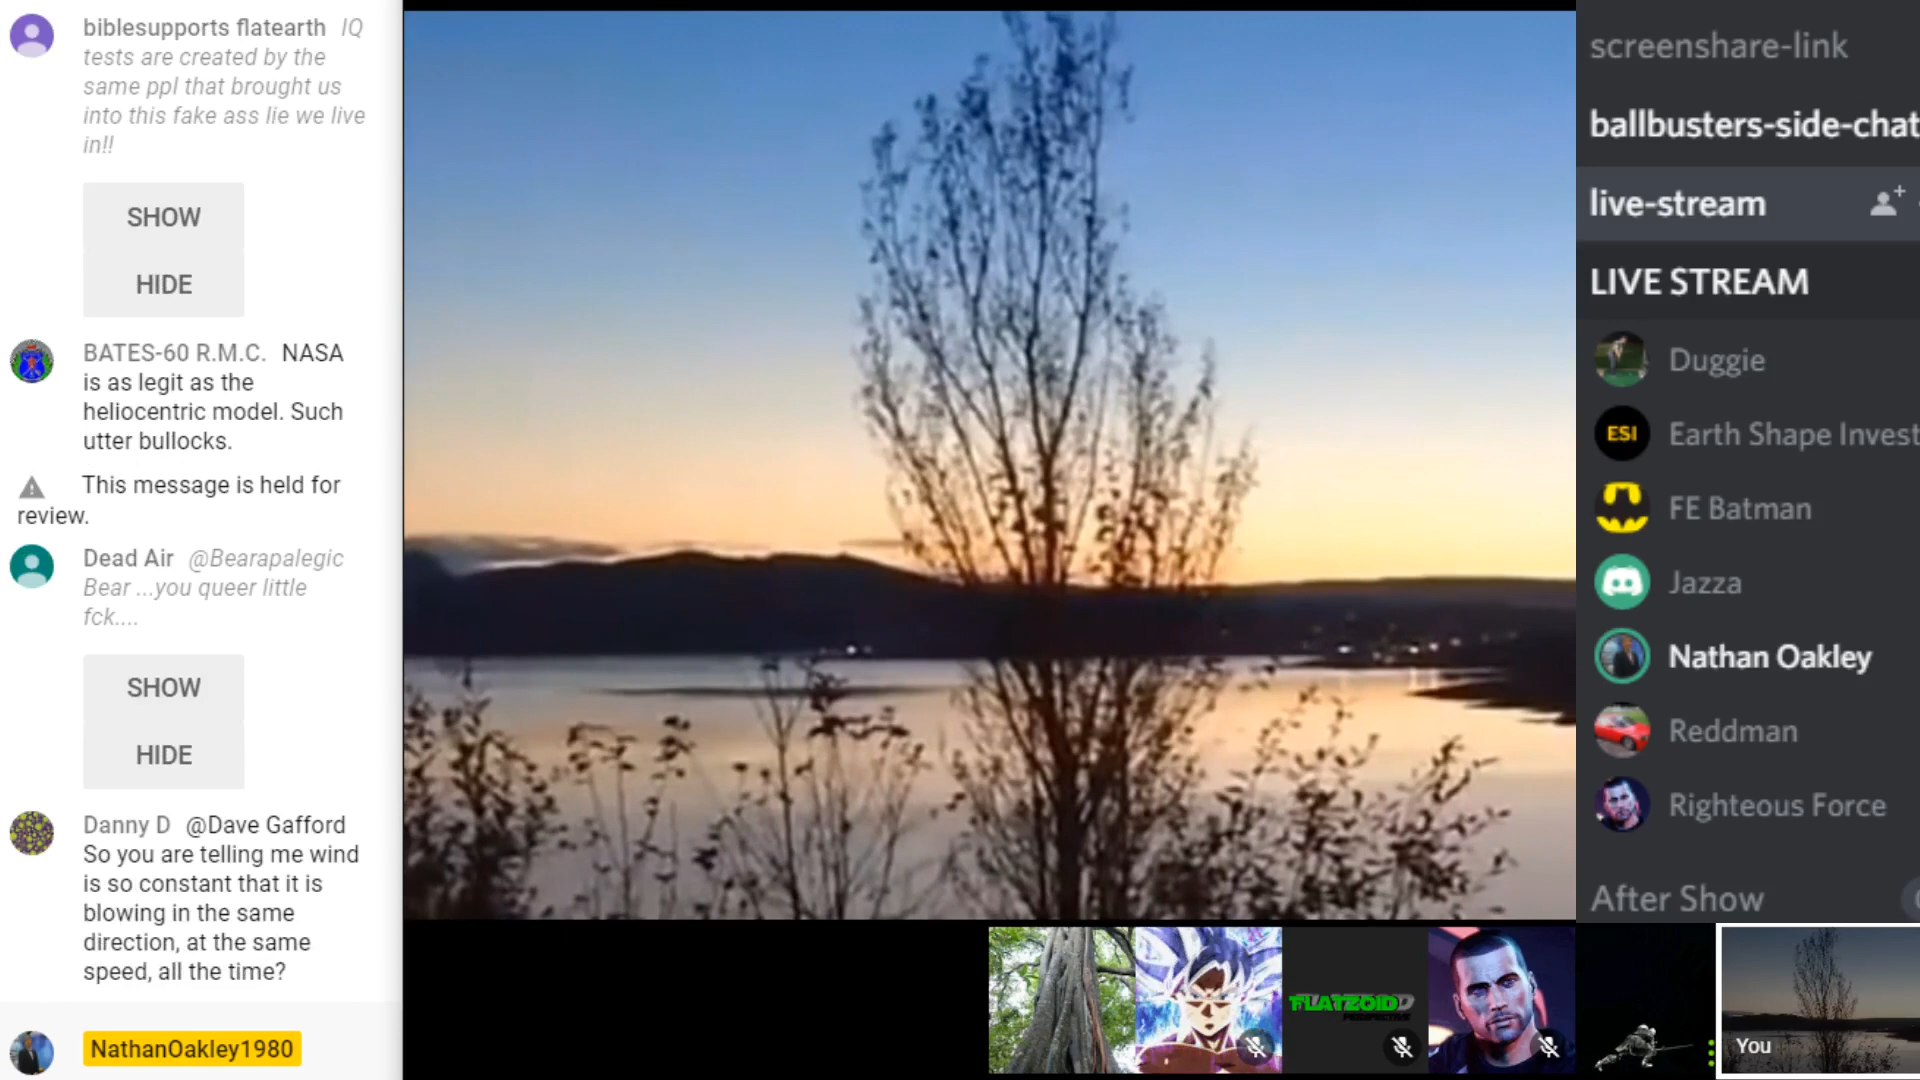 biblesupports flatearth IQ
tests are created by the
same ppl that brought us
into this fake ass lie we live
in!!
SHOW
HIDE
BATES-60 R.M.C. NASA
is as legit as the
heliocentric model. Such
utter bullocks.
This message is held for
review.
Dead Air @Bearapalegic
Bear ...you queer little
fck....
SHOW
HIDE
Danny D @Dave Gafford
So you are telling me wind
is so constant that it is
blowing in the same
direction, at the same
speed, all the time?
NathanOakley1980
screenshare-link
ballbusters-side-chat
live-stream
LIVE STREAM
Duggie
ESI Earth Shape Invest
FE Batman
Jazza
Nathan Oakley
Reddman
Righteous Force
After Show
FLATZOID
PERSPECTIVE
You